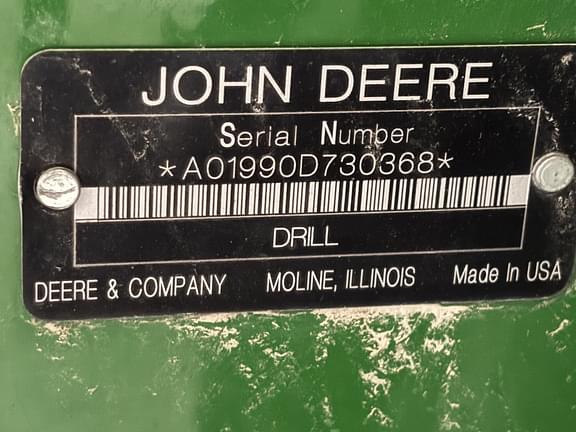 JOHN DEERE
Serial Number
*A01990D730368*
DRILL
DEERE & COMPANY MOLINE, ILLINOIS Made In USA